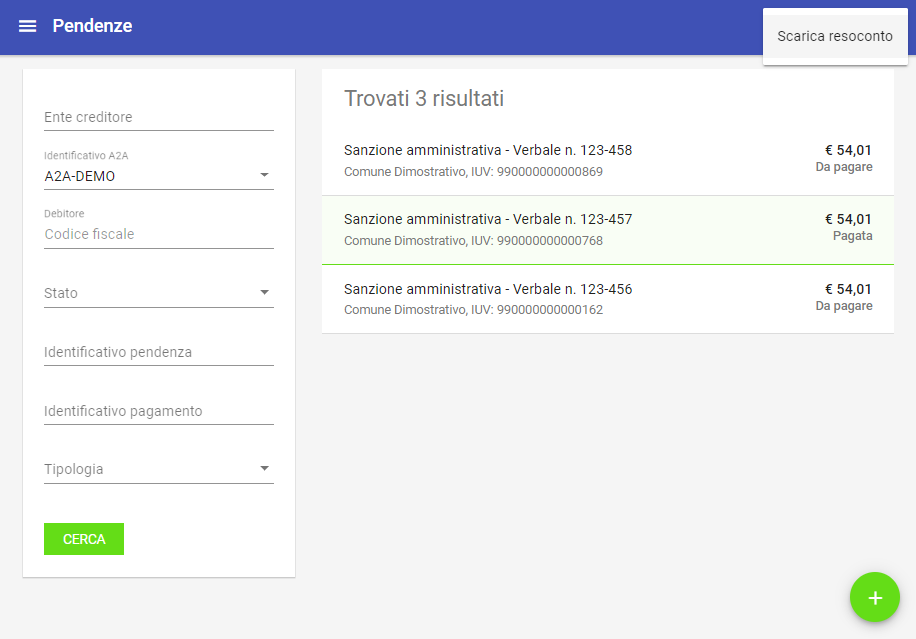 Pendenze
Scarica resoconto
Ente creditore
Identificativo A2A
A2A-DEMO
Debitore
Codice fiscale
Stato
Identificativo pendenza
Identificativo pagamento
Tipologia
CERCA
Trovati 3 risultati
Sanzione amministrativa - Verbale n. 123-458
€ 54,01
Comune Dimostrativo, IUV: 990000000000869
Da pagare
Sanzione amministrativa - Verbale n. 123-457
€ 54,01
Comune Dimostrativo, IUV: 990000000000768
Pagata
Sanzione amministrativa - Verbale n. 123-456
€ 54,01
Comune Dimostrativo, IUV: 990000000000162
Da pagare
+